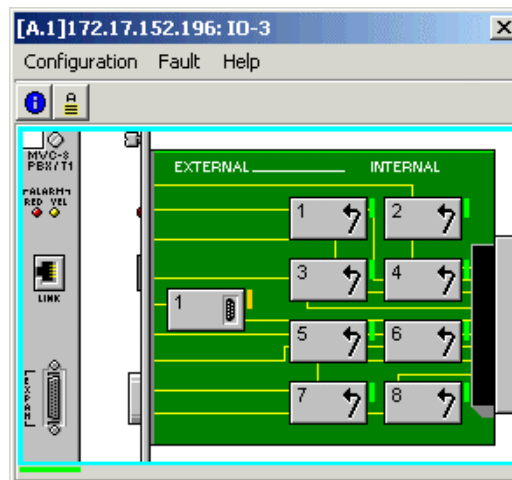 [A.1]172.17.152.196: IO-3
Configuration Fault Help
MVC-8
PBX/T1
ALARM
RED YEL
LINK
EXPAN
EXTERNAL INTERNAL
1 2
3 4
1
5 6
7 8